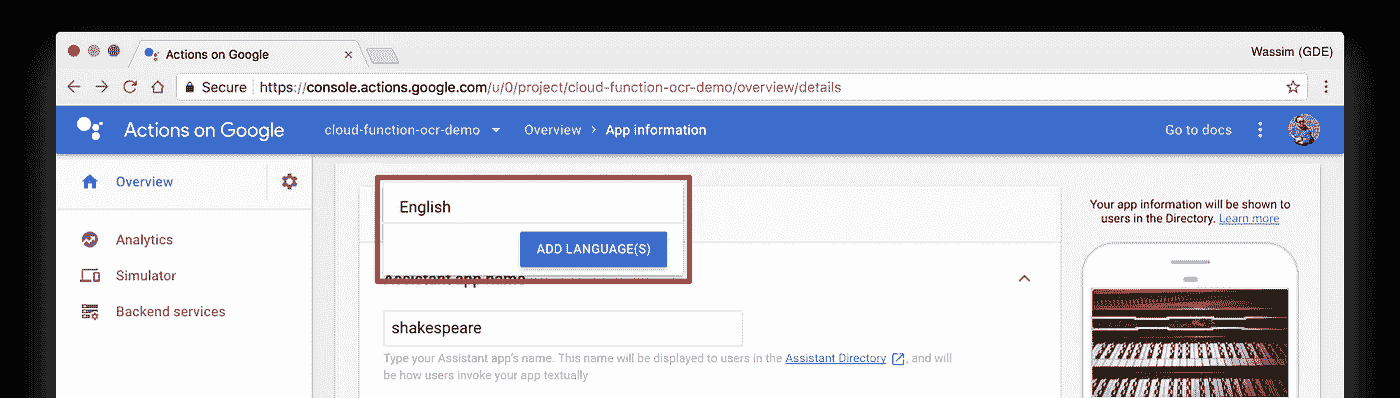 Actions on Google
Wassim (GDE)
Secure https://console.actions.google.com/u/0/project/cloud-function-ocr-demo/overview/details
Actions on Google cloud-function-ocr-demo Overview > App information Go to docs
Overview
Analytics
Simulator
Backend services
English
ADD LANGUAGE(S)
Assistant app name
shakespeare
Type your Assistant app's name. This name will be displayed to users in the Assistant Directory , and will
be how users invoke your app textually
Your app information will be shown to
users in the Directory. Learn more